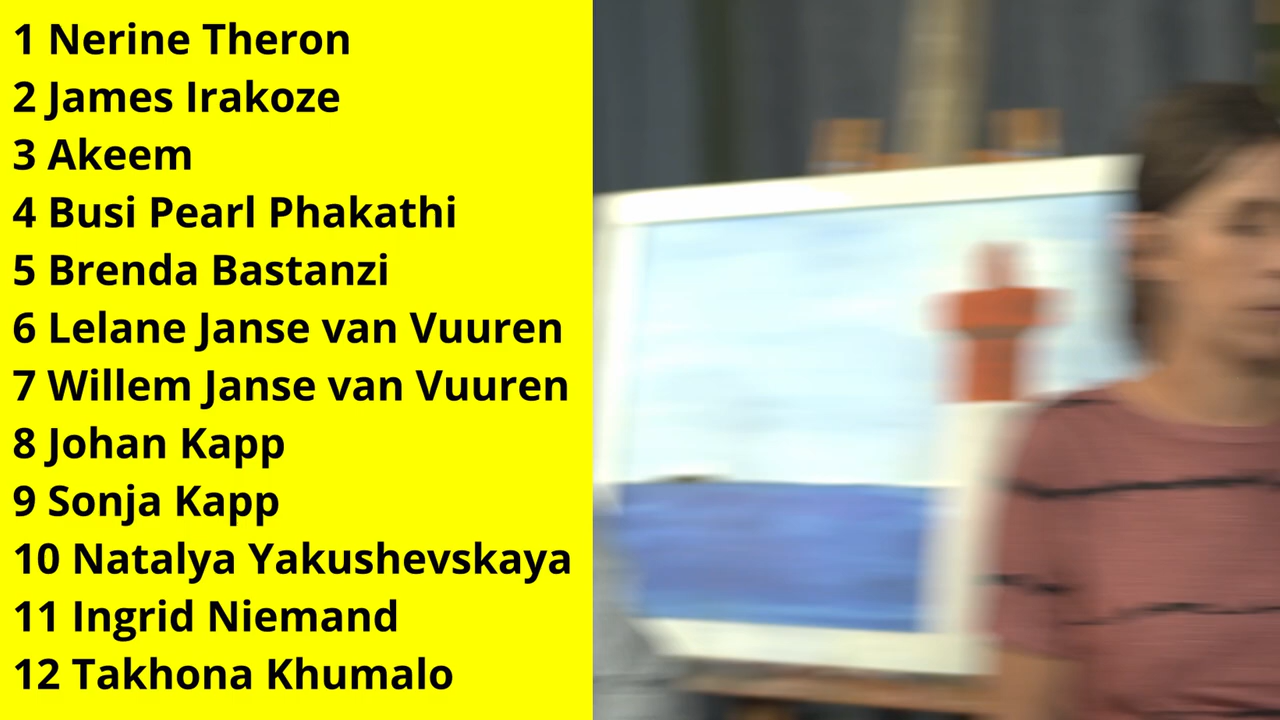 1 Nerine Theron
2 James Irakoze
3 Akeem
4 Busi Pearl Phakathi
5 Brenda Bastanzi
6 Lelane Janse van Vuuren
7 Willem Janse van Vuuren
8 Johan Kapp
9 Sonja Kapp
10 Natalya Yakushevskaya
11 Ingrid Niemand
12 Takhona Khumalo